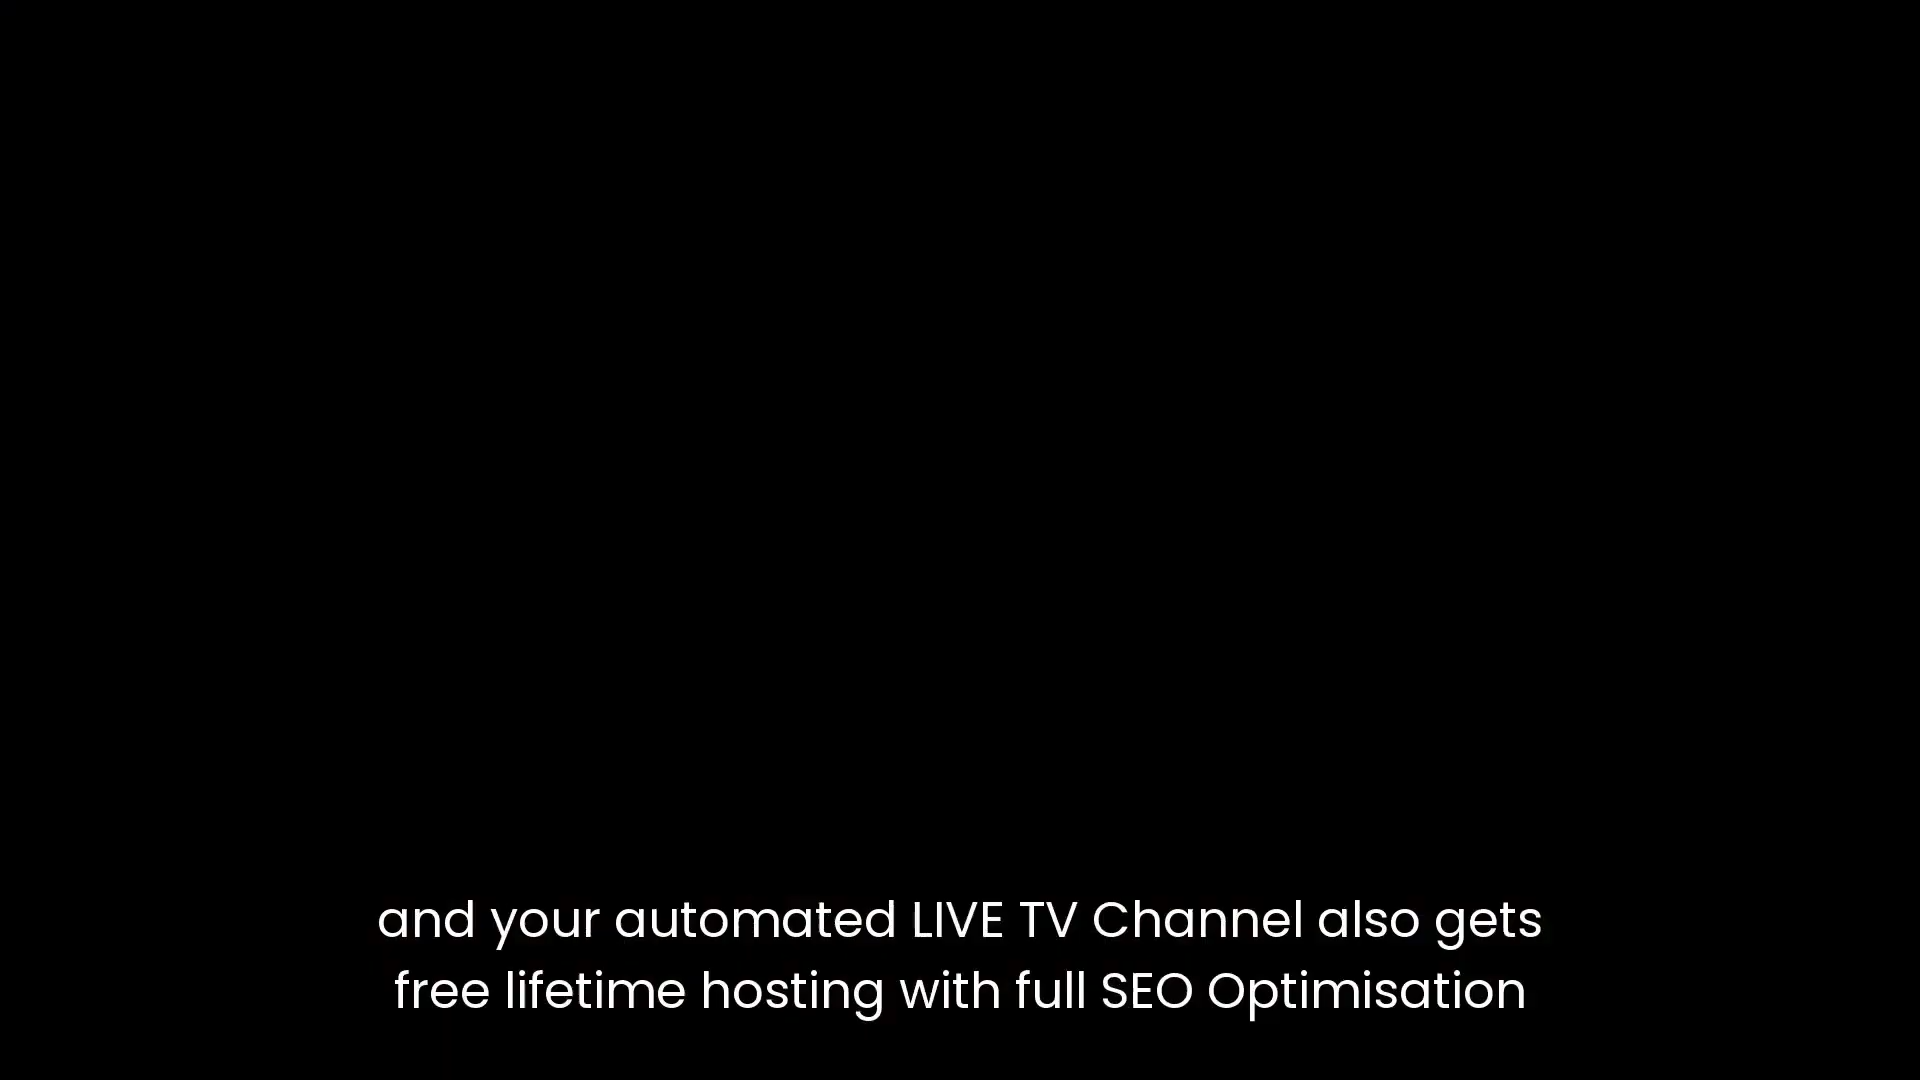 and your automated LIVE TV Channel also gets
free lifetime hosting with full SEO Optimisation